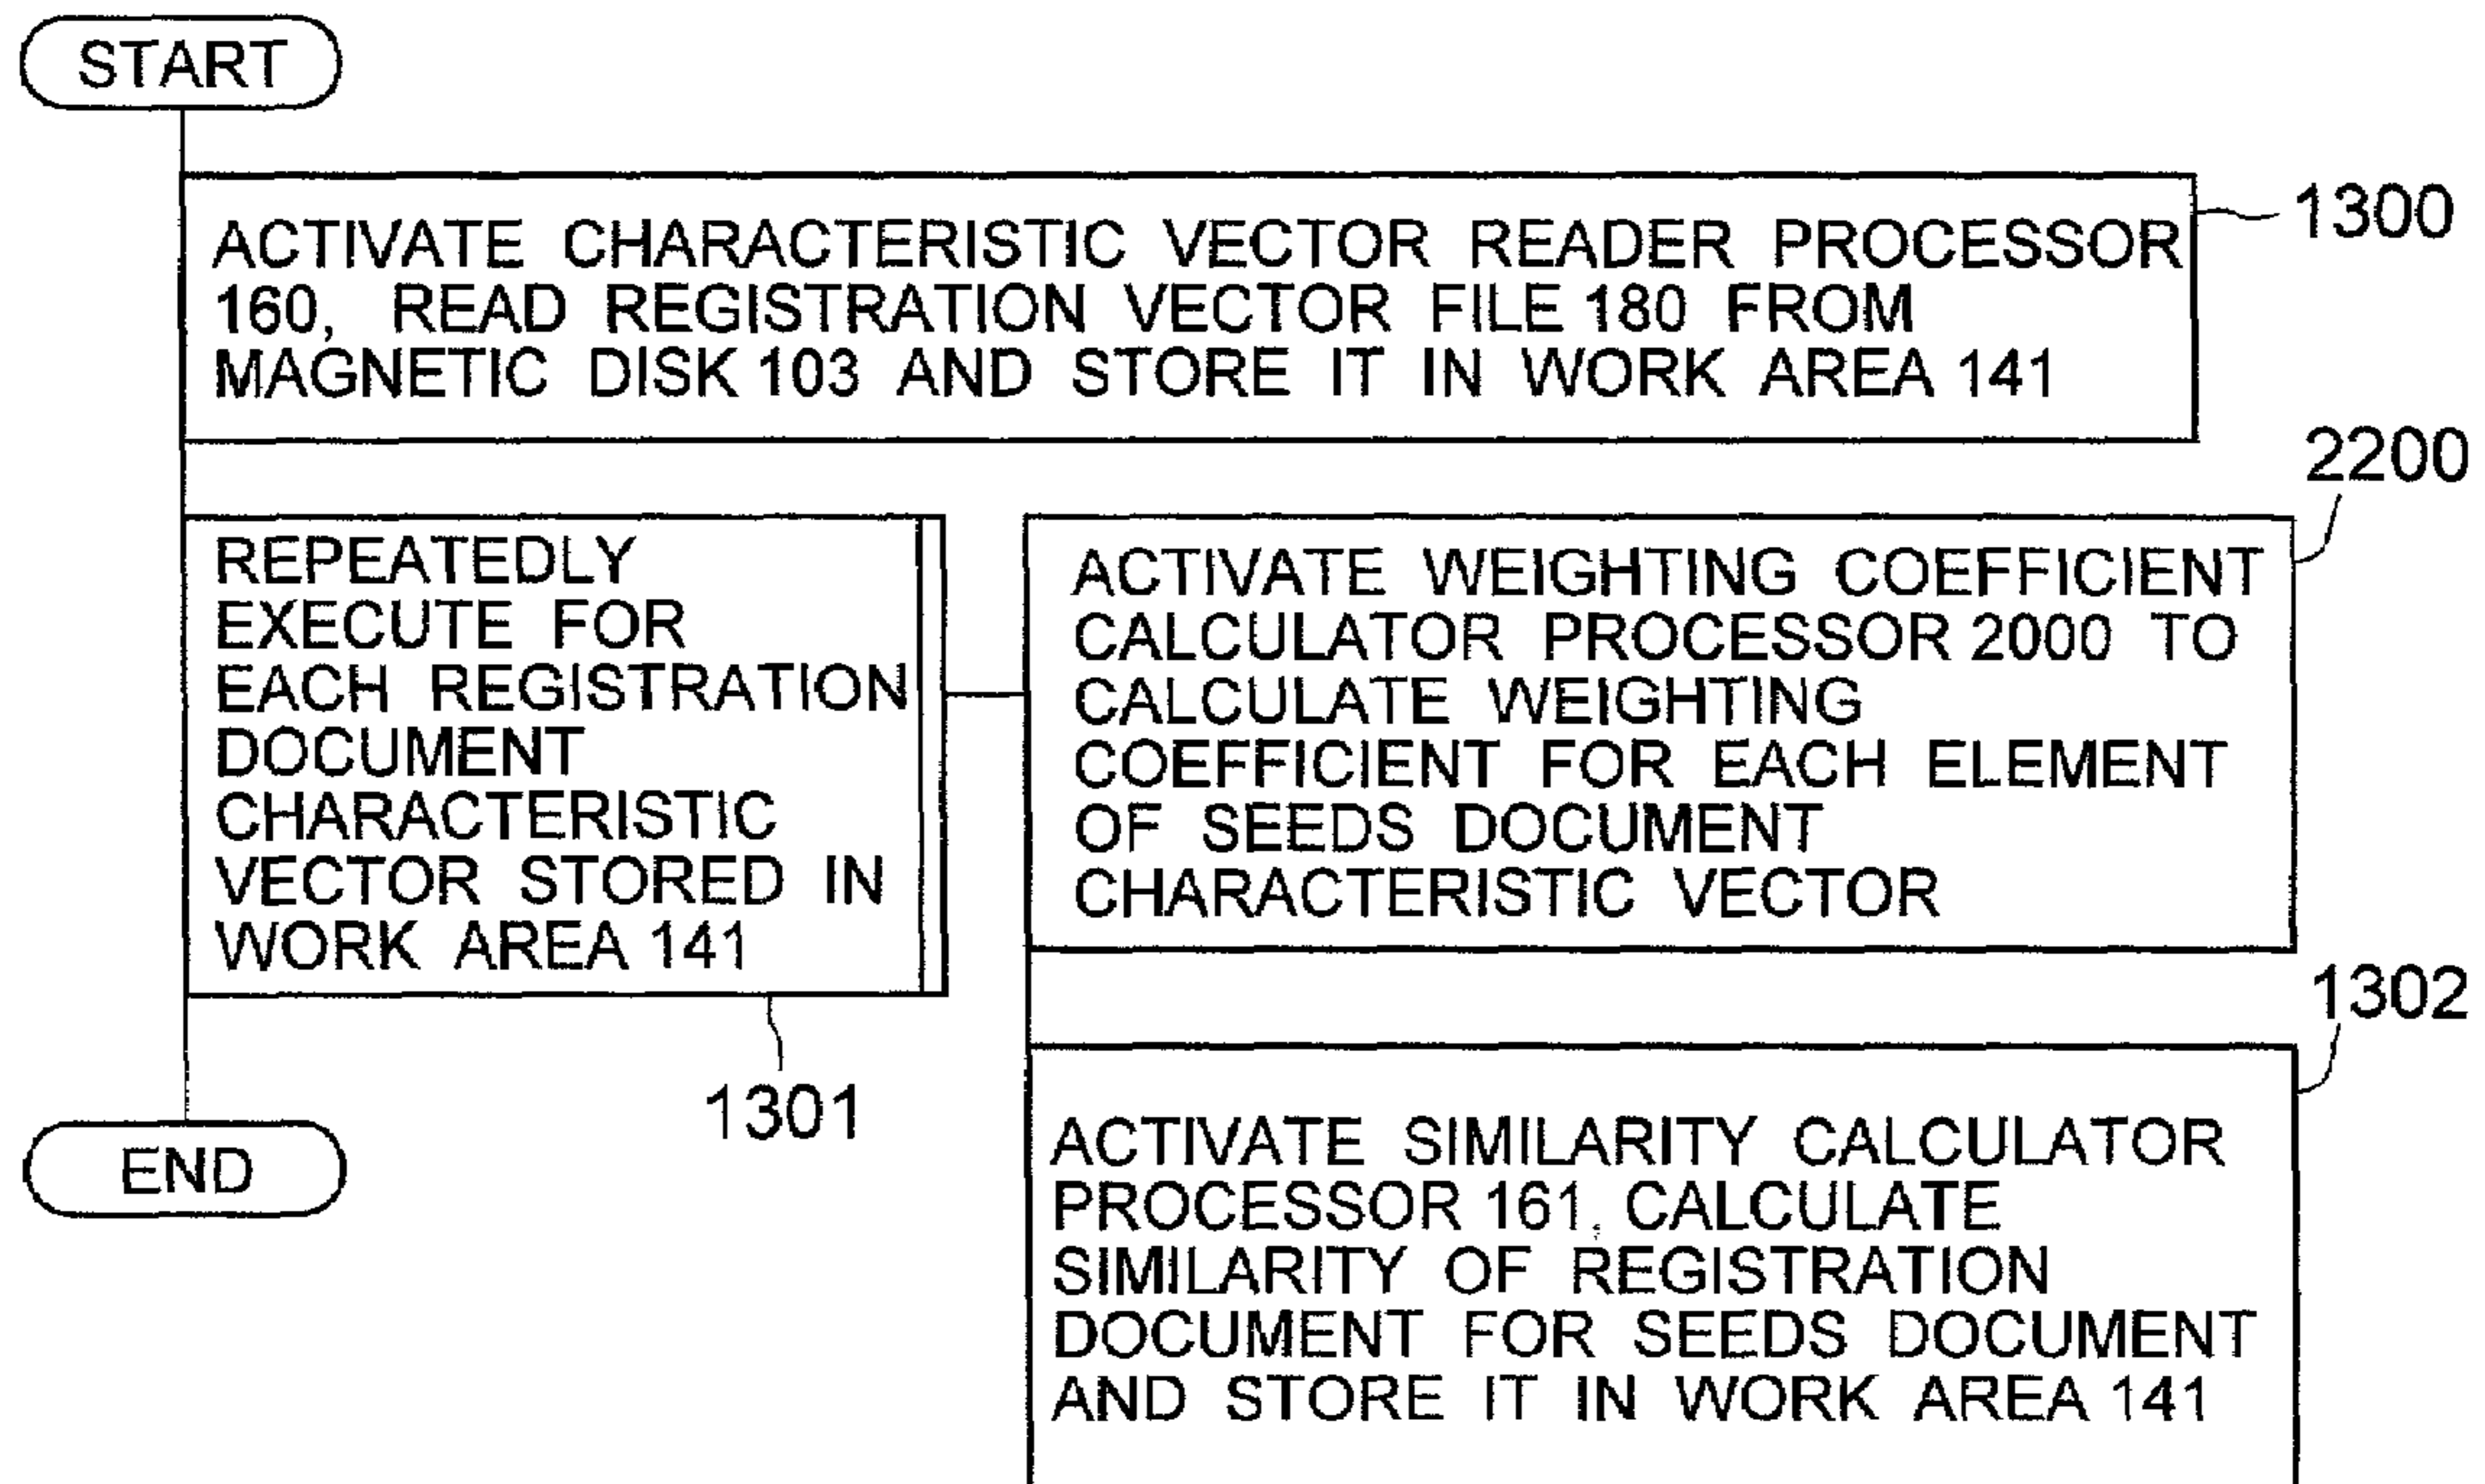 START
ACTIVATE CHARACTERISTIC VECTOR READER PROCESSOR
160, READ REGISTRATION VECTOR FILE 180 FROM
MAGNETIC DISK 103 AND STORE IT IN WORK AREA 141
1300
REPEATEDLY
EXECUTE FOR
EACH REGISTRATION
DOCUMENT
CHARACTERISTIC
VECTOR STORED IN
WORK AREA 141
1301
2200
ACTIVATE WEIGHTING COEFFICIENT
CALCULATOR PROCESSOR 2000 TO
CALCULATE WEIGHTING
COEFFICIENT FOR EACH ELEMENT
OF SEEDS DOCUMENT
CHARACTERISTIC VECTOR
1302
ACTIVATE SIMILARITY CALCULATOR
PROCESSOR 161, CALCULATE
SIMILARITY OF REGISTRATION
DOCUMENT FOR SEEDS DOCUMENT
AND STORE IT IN WORK AREA 141
END